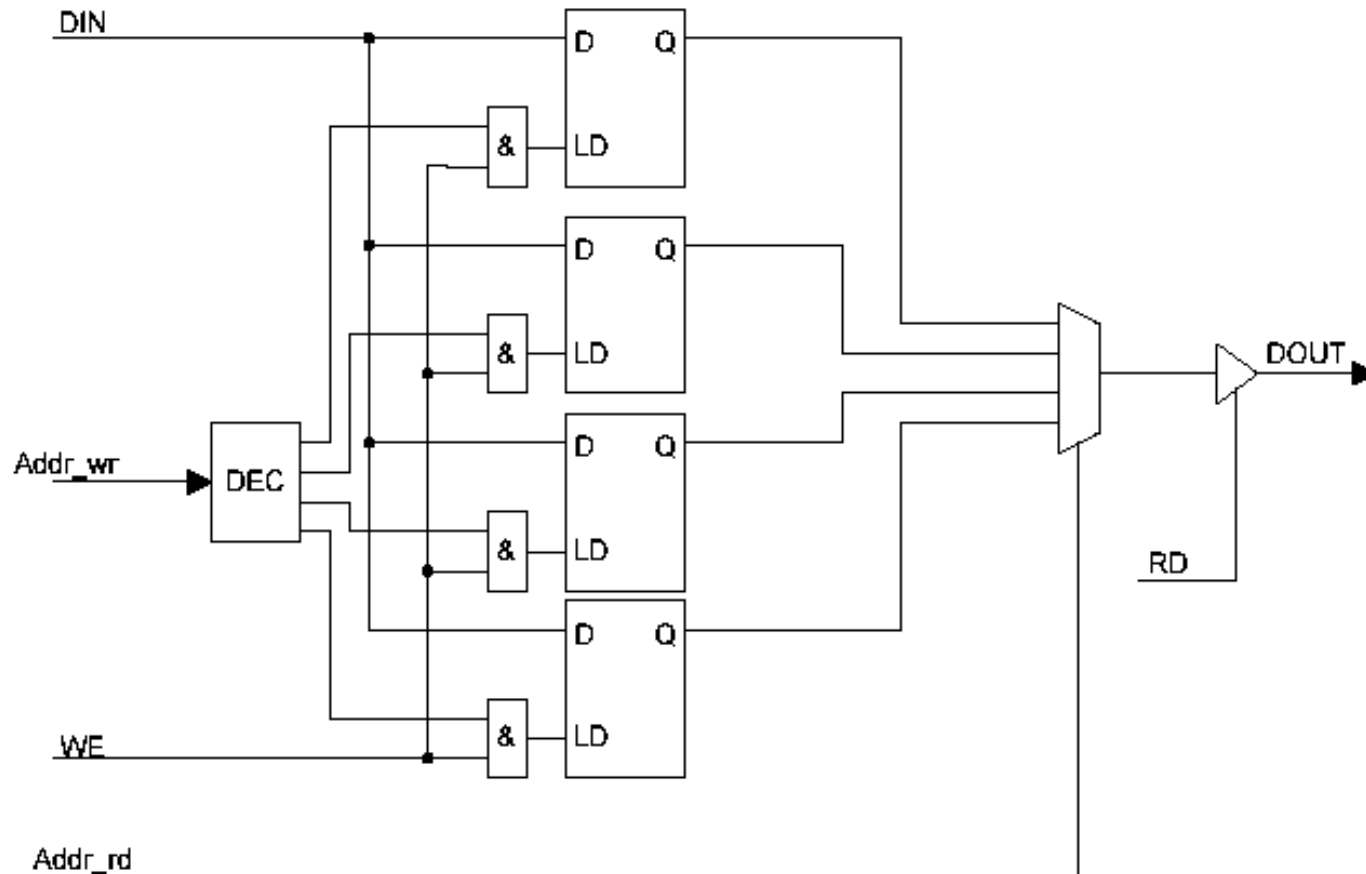 DIN
D Q
& LD
D Q
& LD
DOUT
D Q
Addr_wr
DEC
& LD
RD
D Q
& LD
WE
Addr_rd